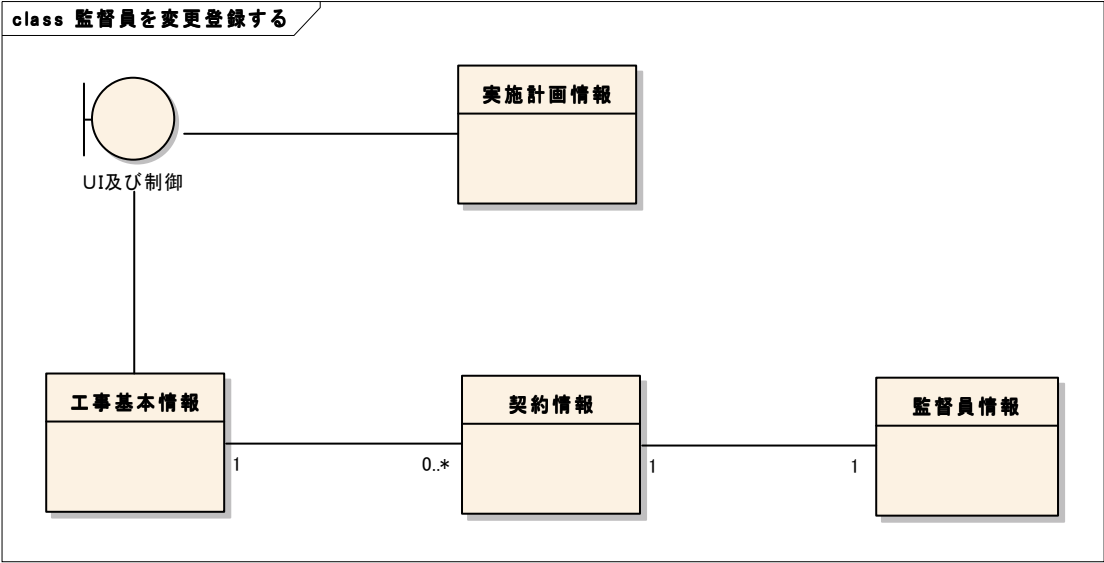 class 監督員を変更登録する
実施計画情報
UI及び制御
工事基本情報
契約情報
監督員情報
1
0..*
1
1